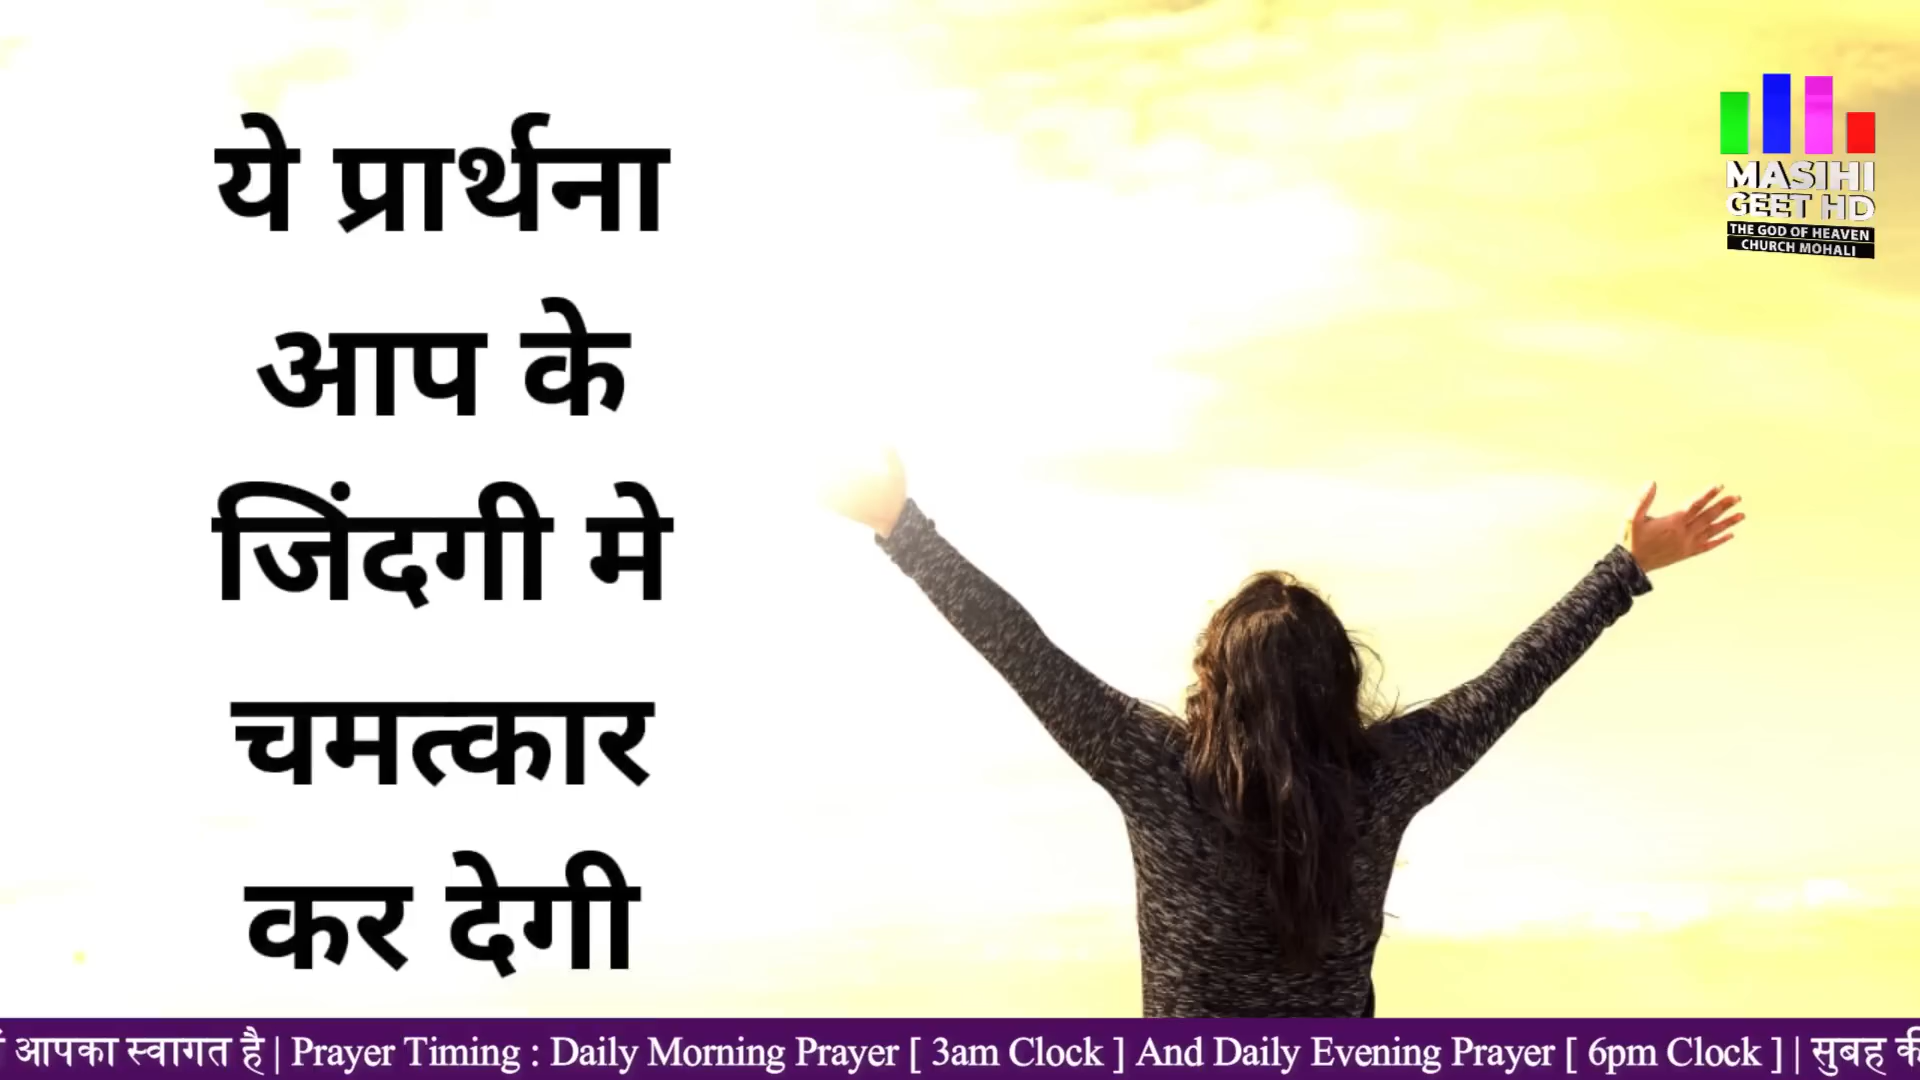 ये प्रार्थना
आप के
जिंदगी मे
चमत्कार
कर देगी
MASIHI
GEET HD
THE GOD OF HEAVEN
CHURCH MOHALI
आपका स्वागत है | Prayer Timing : Daily Morning Prayer [ 3am Clock ] And Daily Evening Prayer [ 6pm Clock ] | सुबह की